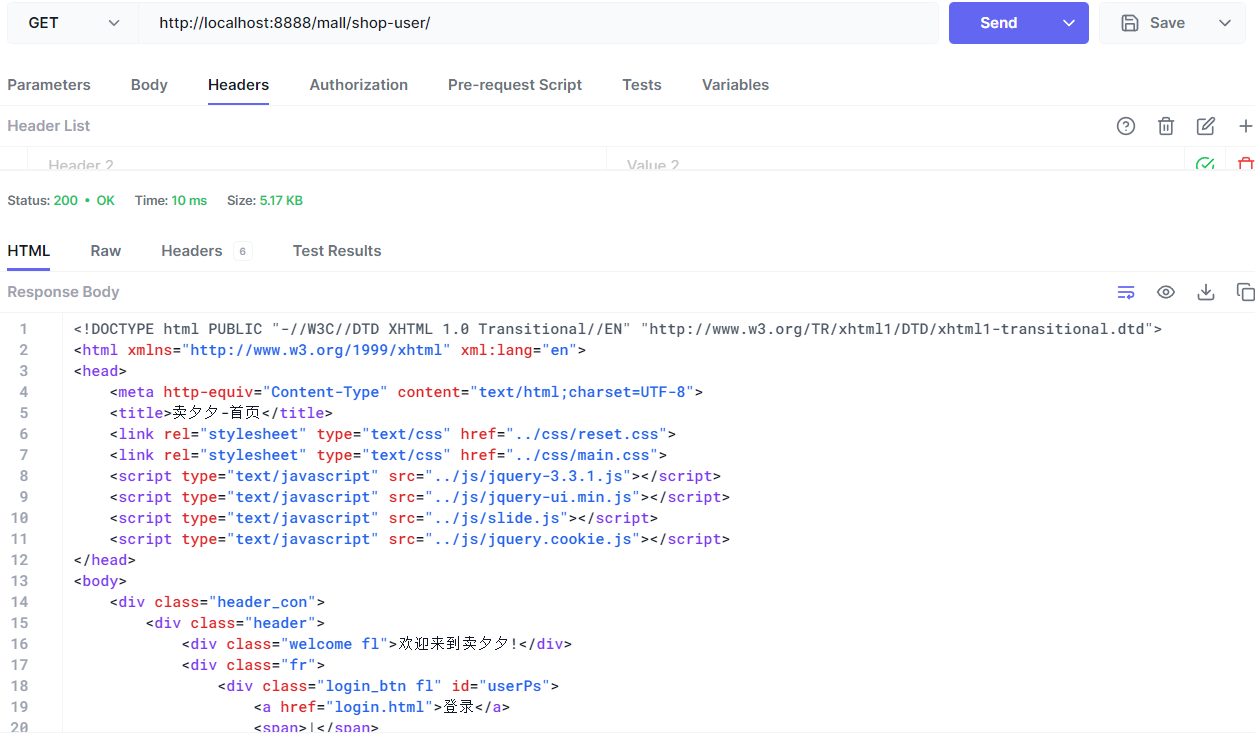 GET http://localhost:8888/mall/shop-user/ Send Save
Parameters Body Headers Authorization Pre-request Script Tests Variables
Header List
Header 2 Value 2
Status: 200 • OK Time: 10 ms Size: 5.17 KB
HTML Raw Headers 6 Test Results
Response Body
1 <!DOCTYPE html PUBLIC "-//W3C//DTD XHTML 1.0 Transitional//EN" "http://www.w3.org/TR/xhtml1/DTD/xhtml1-transitional.dtd">
2 <html xmlns="http://www.w3.org/1999/xhtml" xml:lang="en">
3 <head>
4 <meta http-equiv="Content-Type" content="text/html;charset=UTF-8">
5 <title>卖夕夕-首页</title>
6 <link rel="stylesheet" type="text/css" href="../css/reset.css">
7 <link rel="stylesheet" type="text/css" href="../css/main.css">
8 <script type="text/javascript" src="../js/jquery-3.3.1.js"></script>
9 <script type="text/javascript" src="../js/jquery-ui.min.js"></script>
10 <script type="text/javascript" src="../js/slide.js"></script>
11 <script type="text/javascript" src="../js/jquery.cookie.js"></script>
12 </head>
13 <body>
14 <div class="header_con">
15 <div class="header">
16 <div class="welcome fl">欢迎来到卖夕夕!</div>
17 <div class="fr">
18 <div class="login_btn fl" id="userPs">
19 <a href="login.html">登录</a>
20 <span>|</span>